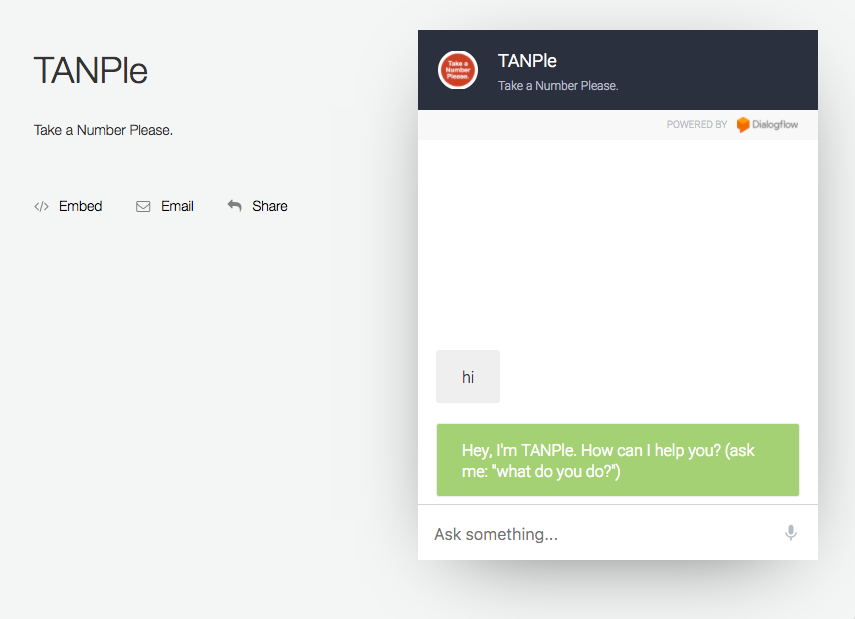 TANPle
Take a Number Please.
</> Embed
Email
Share
Take a
Number
Please.
TANPle
Take a Number Please.
POWERED BY Dialogflow
hi
Hey, I'm TANPle. How can I help you? (ask
me: "what do you do?")
Ask something...